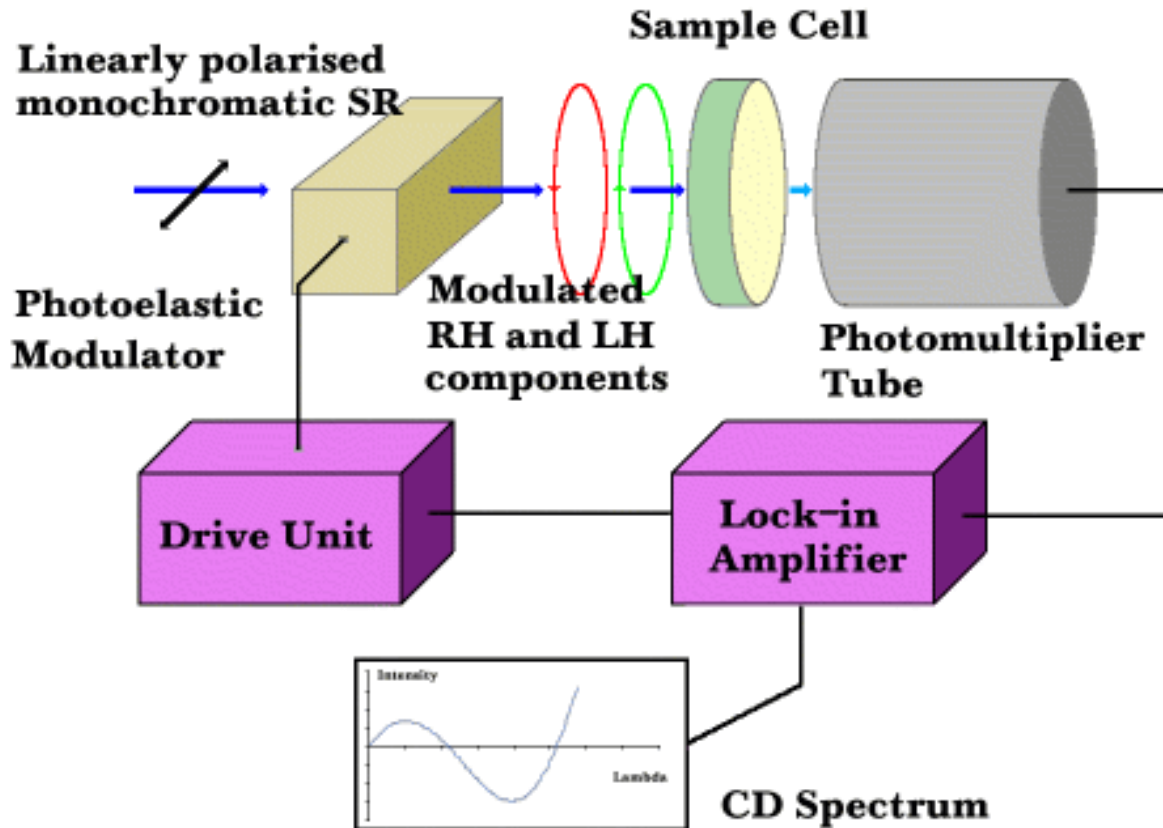 Sample Cell
Linearly polarised
monochromatic SR
Photoelastic
Modulator
Modulated
RH and LH
components
Photomultiplier
Tube
Drive Unit
Lock-in
Amplifier
Intensity
Lambda
CD Spectrum